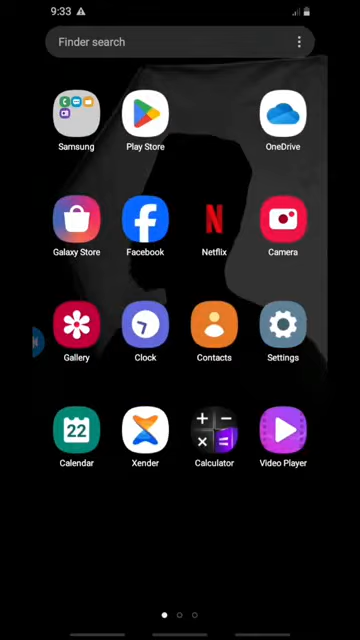 9:33
Finder search
Samsung
Play Store
OneDrive
Galaxy Store
Facebook
Netflix
Camera
Gallery
Clock
Contacts
Settings
22
Calendar
Xender
Calculator
Video Player